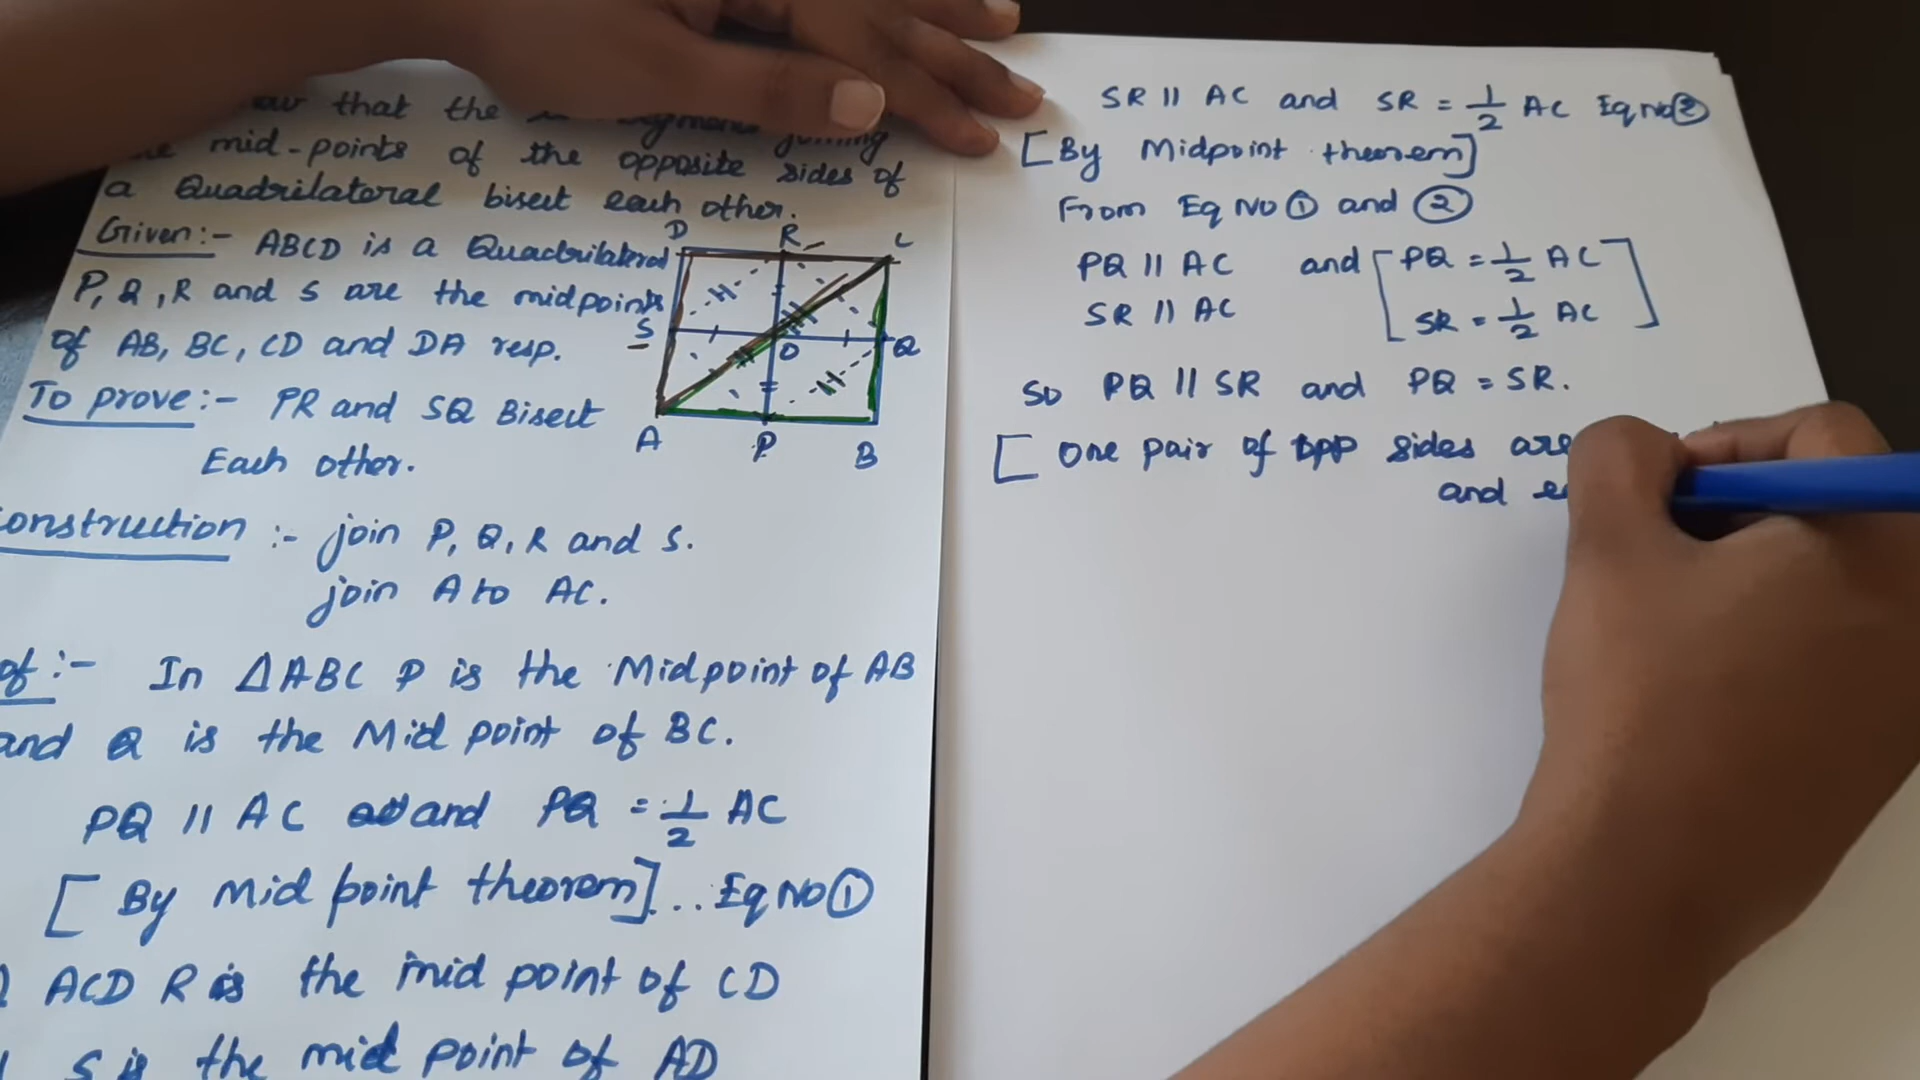 that the
mid-points of the opposite sides of
a Quadrilateral bisect each other.
Given:- ABCD is a Quadrilateral
P, Q, R and S are the midpoints
of AB, BC, CD and DA resp.
To prove:- PR and SQ Bisect
Each other.
D R C
S O Q
A P B
onstruction :- join P, Q, R and S.
join A to AC.
of :- In ΔABC P is the Midpoint of AB
and Q is the Mid point of BC.
PQ || AC and PQ = 1/2 AC
[ By mid point theorem]... Eq No ①
ACD R is the mid point of CD
S is the mid point of AD
SR || AC and SR = 1/2 AC Eq No ②
[By Midpoint theorem]
From Eq No ① and ②
PQ || AC and [PQ = 1/2 AC
SR || AC SR = 1/2 AC ]
So PQ || SR and PQ = SR.
[ One pair of opp sides are
and